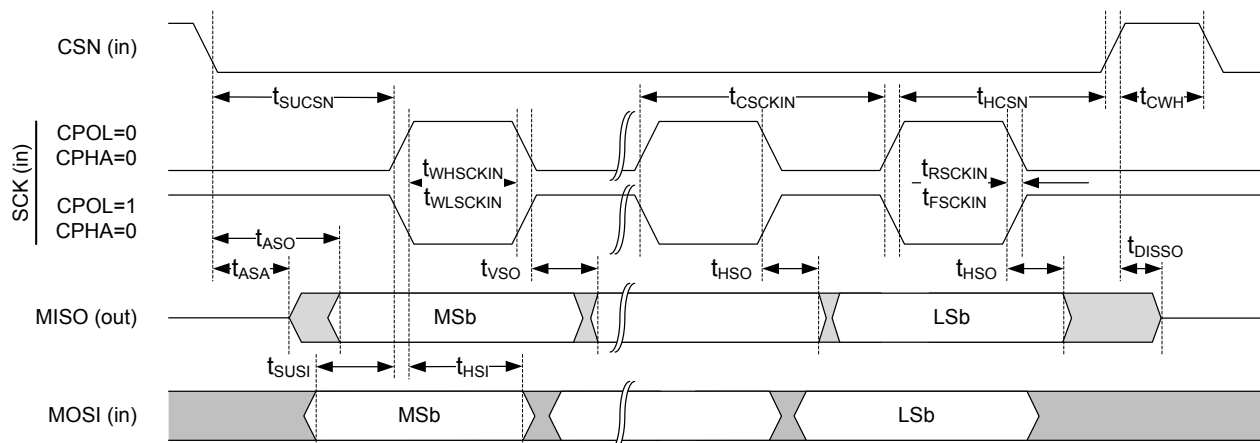 CSN (in)
tSUCSN
tCSCKIN
tHCSN
tCWH
SCK (in)
CPOL=0
CPHA=0
tWHSCKIN
tWLSCKIN
tRSCKIN
tFSCKIN
CPOL=1
CPHA=0
tASO
tASA
tVSO
tHSO
tHSO
tDISSO
MISO (out)
MSb
LSb
tSUSI
tHSI
MOSI (in)
MSb
LSb